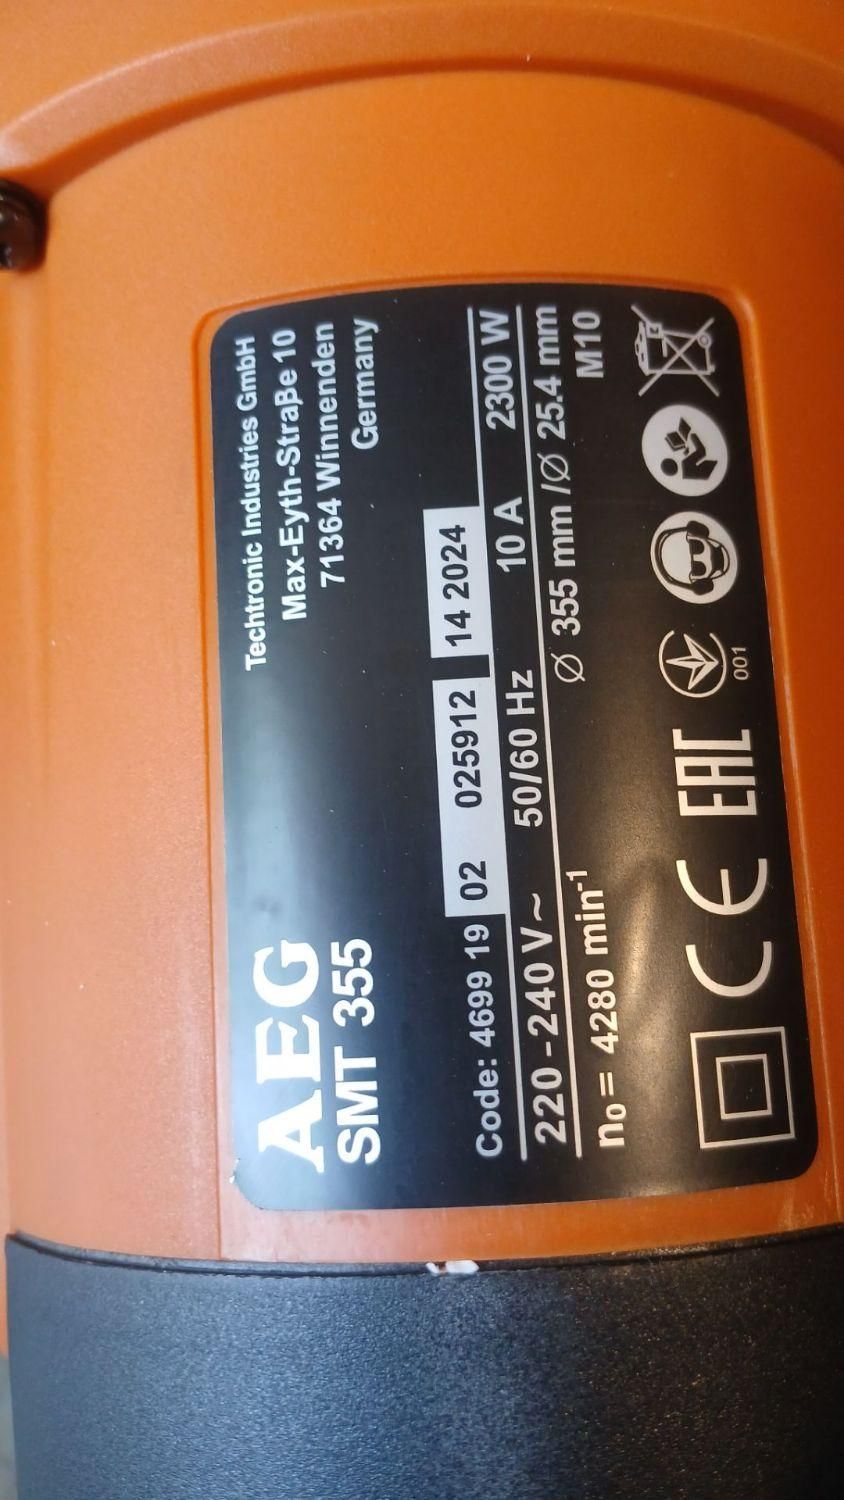 AEG
SMT 355
Techtronic Industries GmbH
Max-Eyth-Straße 10
71364 Winnenden
Germany
Code: 4699 19 02 025912 14 2024
220-240 V~ 50/60 Hz 10 A 2300 W
n₀ = 4280 min⁻¹ Ø 355 mm /Ø 25.4 mm
M10
CE EAC 001